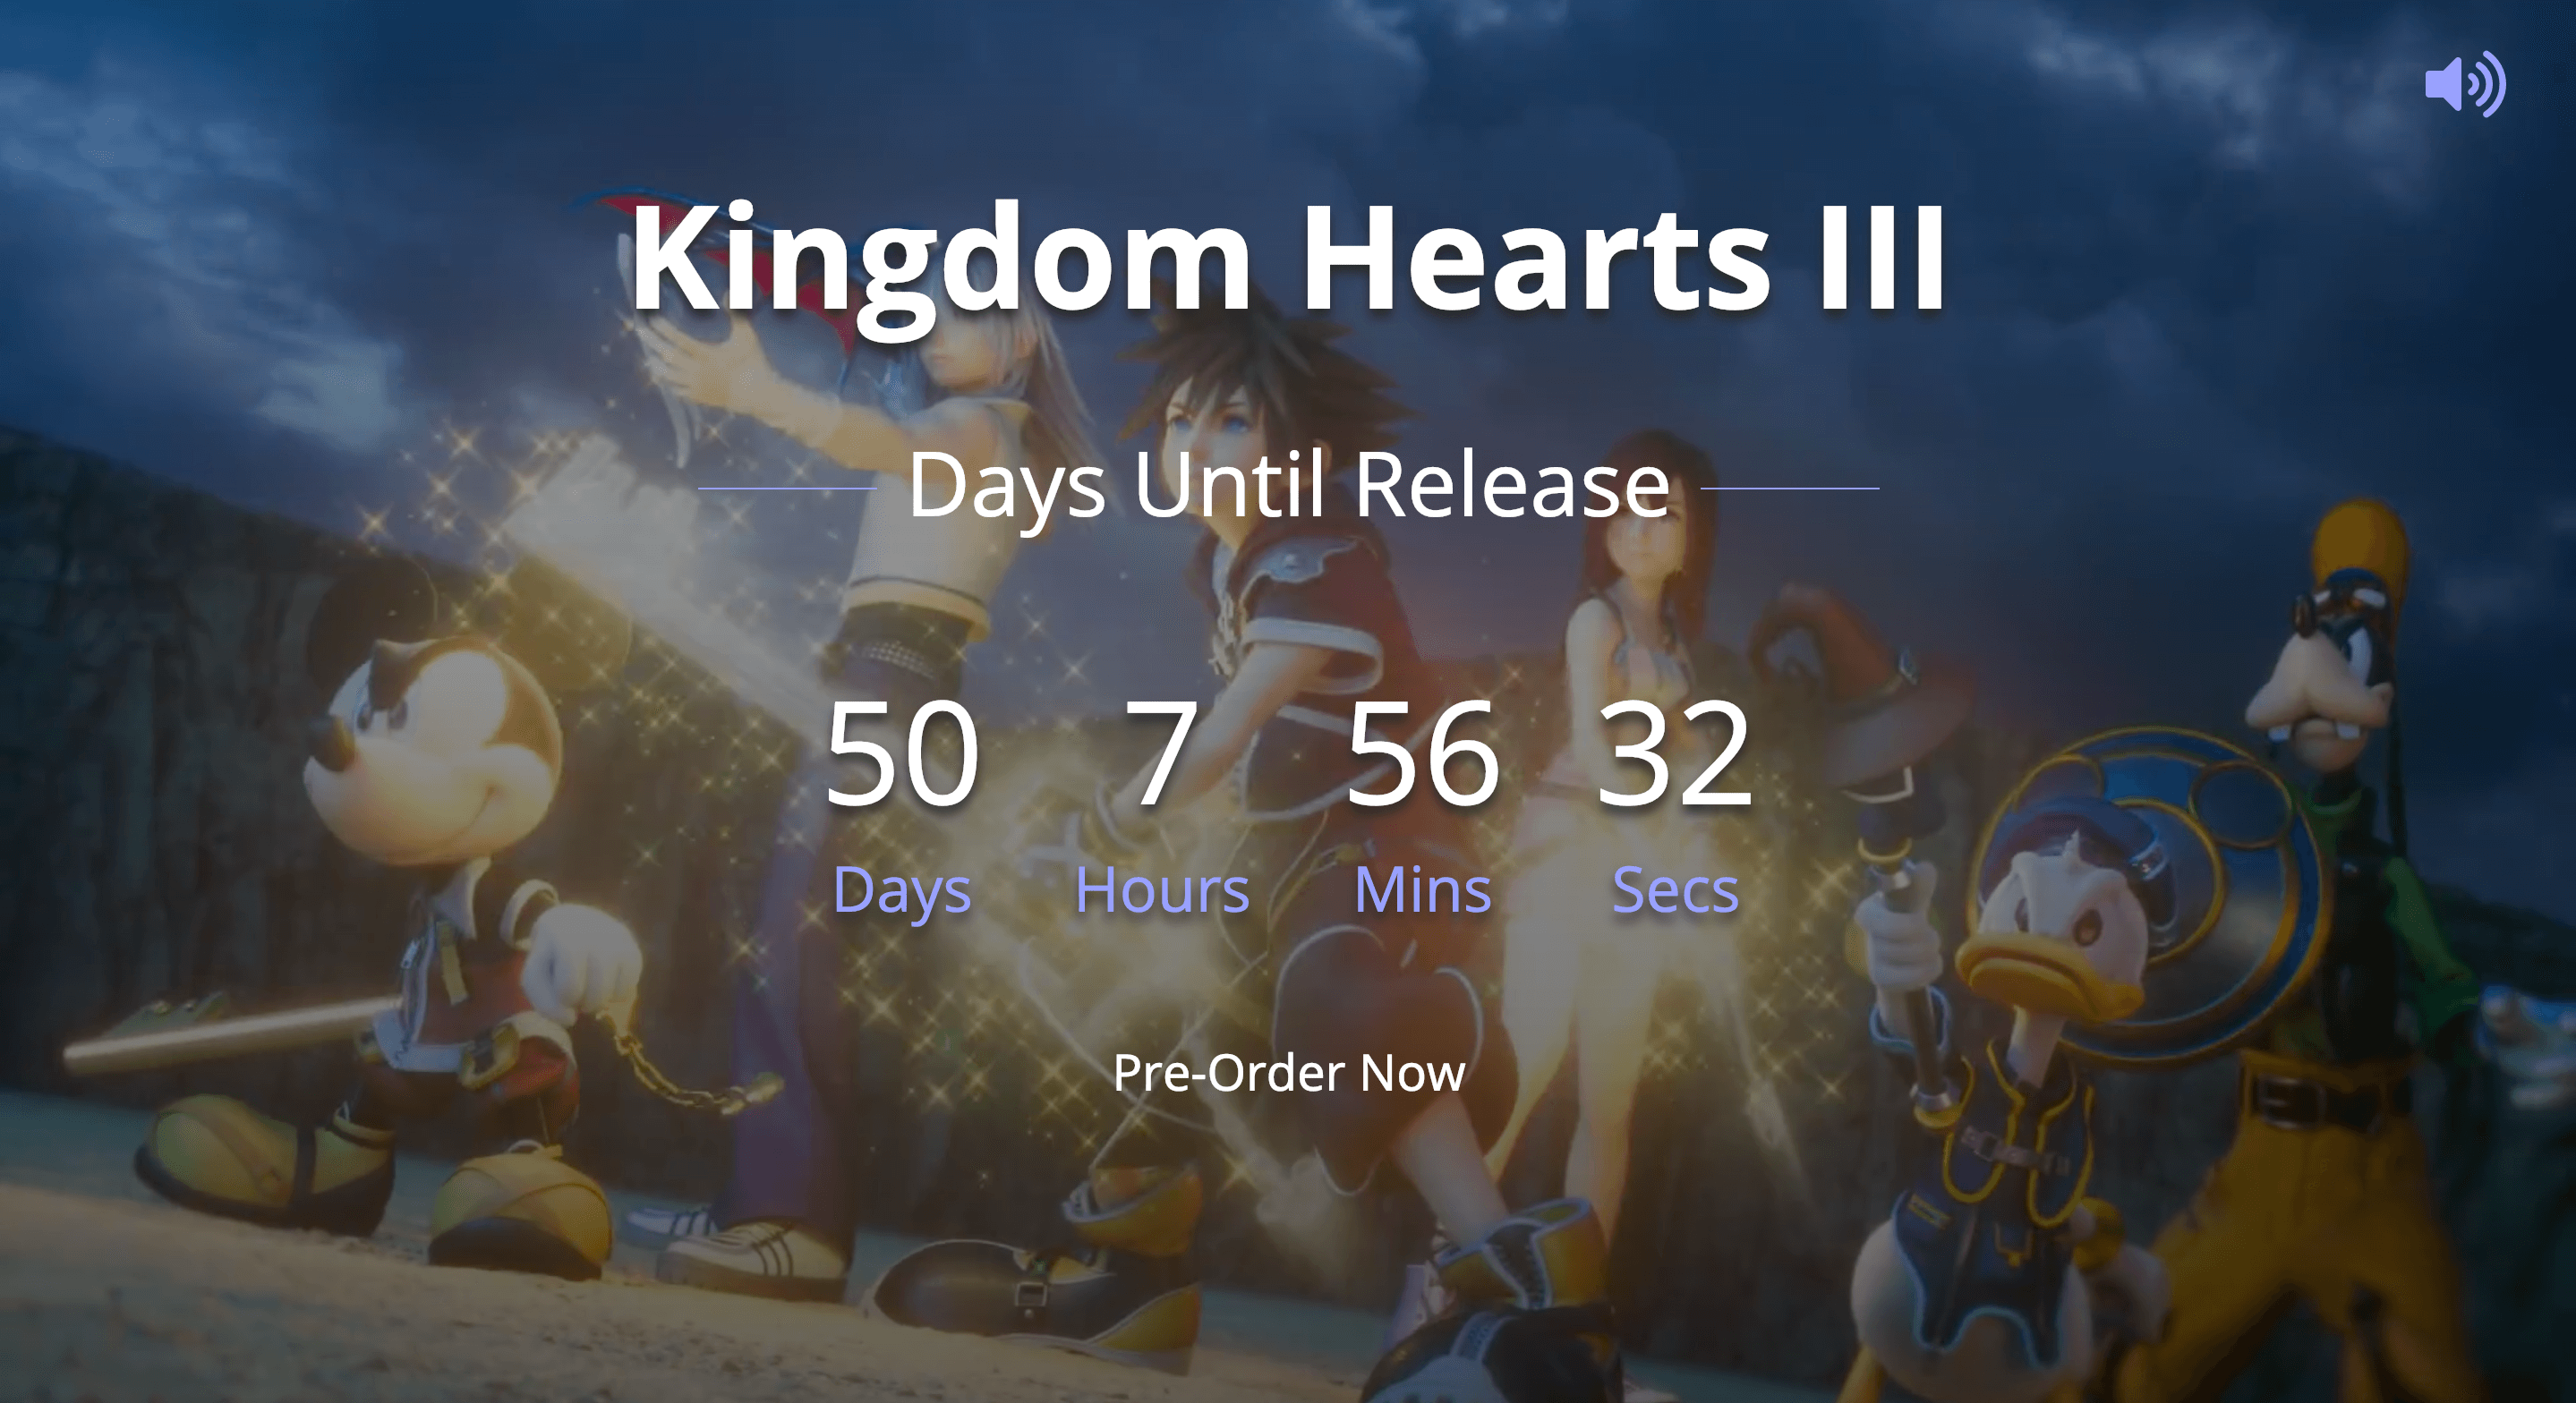 Kingdom Hearts III
Days Until Release
50 7 56 32
Days Hours Mins Secs
Pre-Order Now